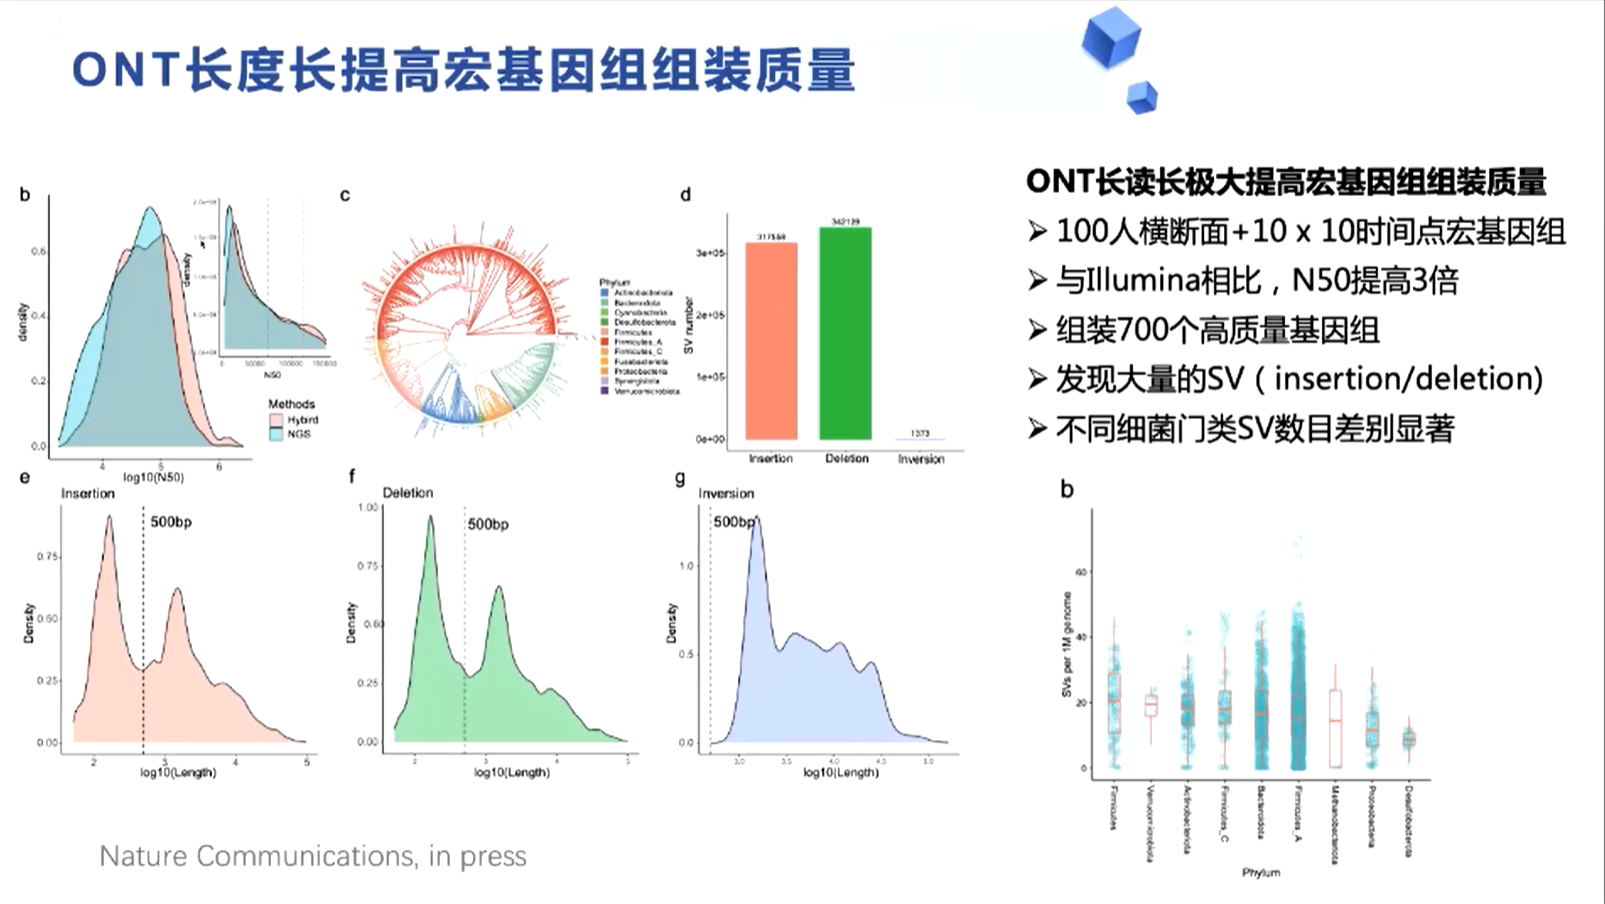 ONT长度长提高宏基因组组装质量
ONT长读长极大提高宏基因组组装质量
➢ 100人横断面+10 x 10时间点宏基因组
➢ 与Illumina相比，N50提高3倍
➢ 组装700个高质量基因组
➢ 发现大量的SV（insertion/deletion)
➢ 不同细菌门类SV数目差别显著
b
density
0.6
0.4
0.2
0.0
4
5
6
log10(N50)
density
0
50000
100000
150000
N50
Methods
Hybird
NGS
c
Phylum
Actinobacteriota
Bacteroidota
Cyanobacteria
Desulfobacterota
Firmicutes
Firmicutes_A
Firmicutes_C
Fusobacteriota
Proteobacteria
Synergistota
Verrucomicrobiota
d
SV number
3e+05
2e+05
1e+05
0e+00
342129
1373
Insertion
Deletion
Inversion
e
Insertion
500bp
Density
0.75
0.50
0.25
0.00
2
3
4
5
log10(Length)
f
Deletion
500bp
Density
1.00
0.75
0.50
0.25
0.00
2
3
4
5
log10(Length)
g
Inversion
500bp
Density
1.0
0.5
0.0
3.0
3.5
4.0
4.5
5.0
log10(Length)
b
SVs per 1M genome
60
40
20
0
Firmicutes
Verrucomicrobiota
Actinobacteriota
Firmicutes_C
Bacteroidota
Firmicutes_A
Methanobacteriota
Proteobacteria
Desulfobacterota
Phylum
Nature Communications, in press